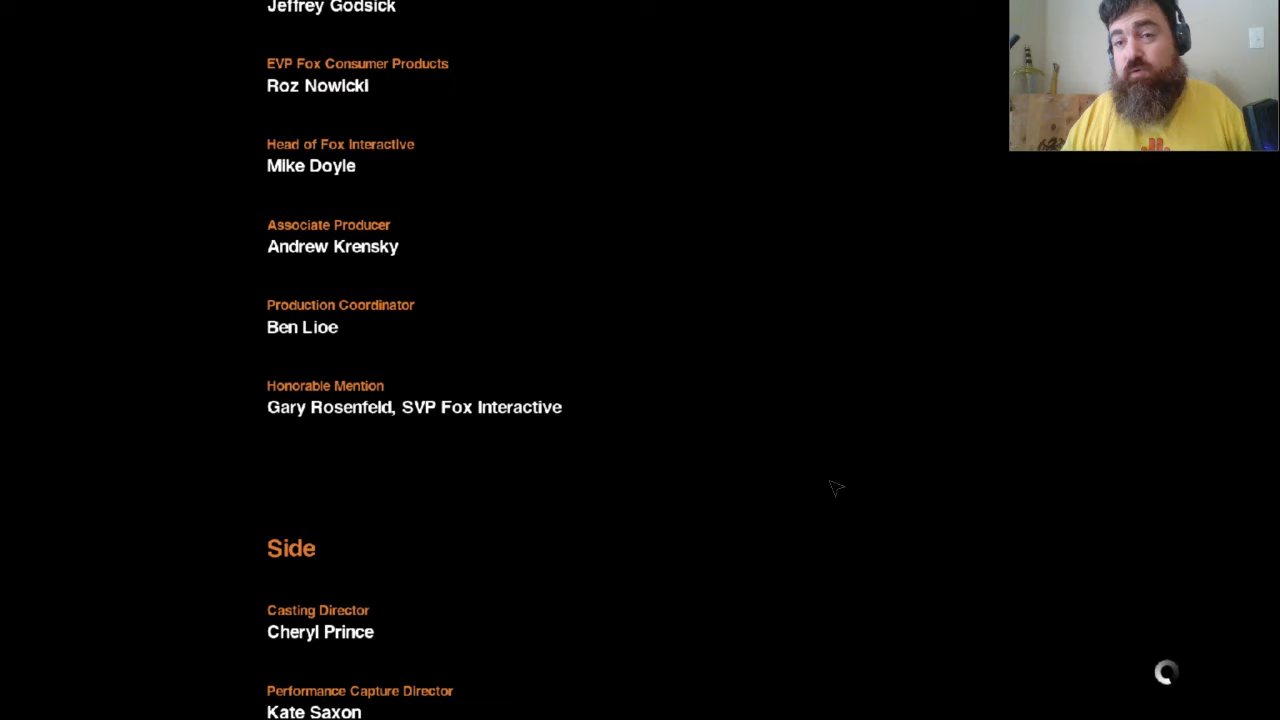 Jeffrey Godsick
EVP Fox Consumer Products
Roz Nowicki
Head of Fox Interactive
Mike Doyle
Associate Producer
Andrew Krensky
Production Coordinator
Ben Lioe
Honorable Mention
Gary Rosenfeld, SVP Fox Interactive
Side
Casting Director
Cheryl Prince
Performance Capture Director
Kate Saxon